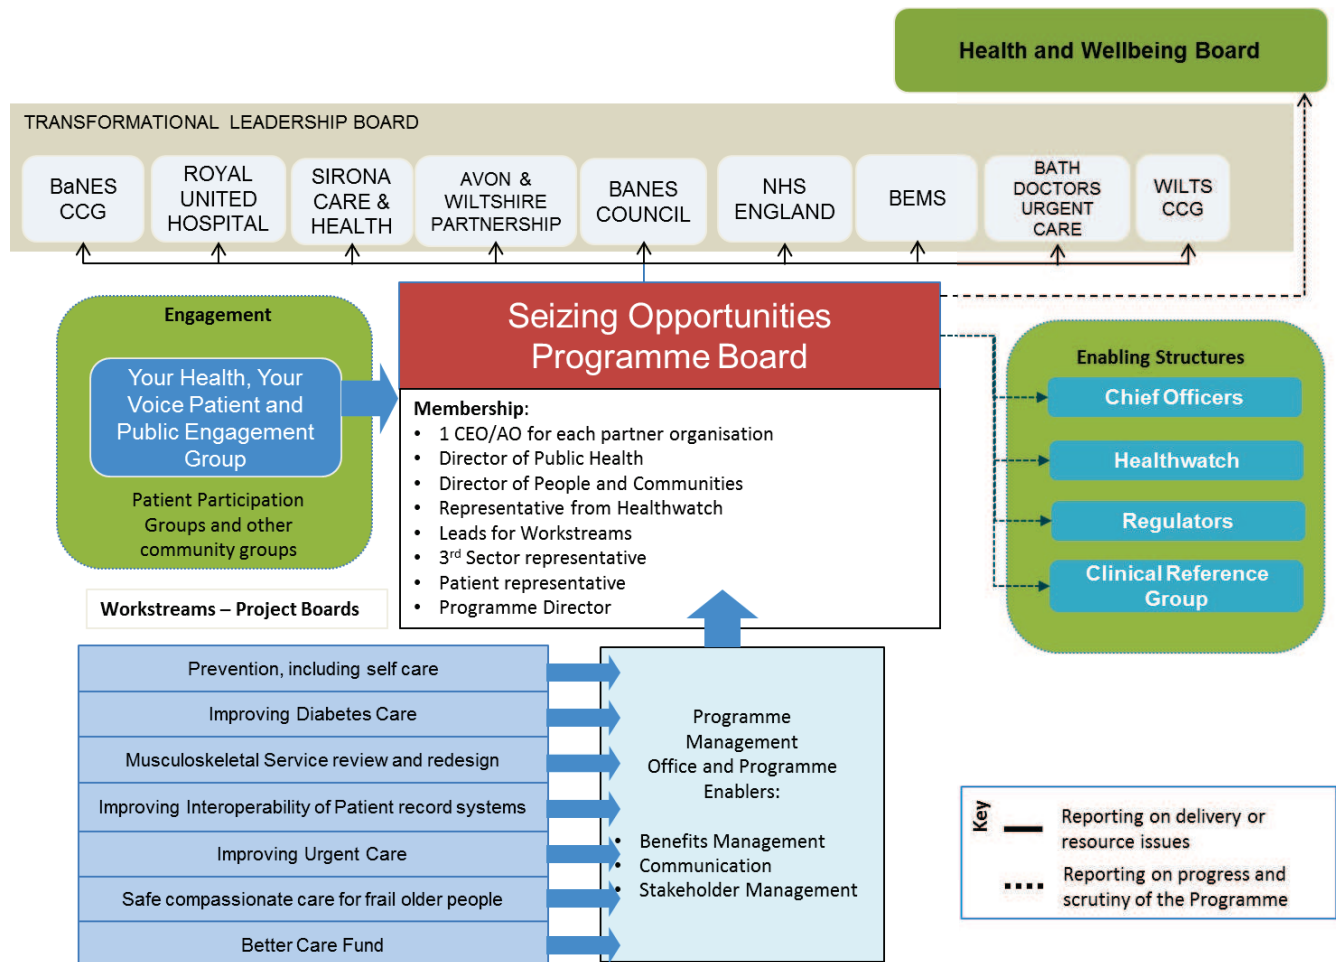 Health and Wellbeing Board
TRANSFORMATIONAL LEADERSHIP BOARD
BaNES
CCG
ROYAL
UNITED
HOSPITAL
SIRONA
CARE &
HEALTH
AVON &
WILTSHIRE
PARTNERSHIP
BANES
COUNCIL
NHS
ENGLAND
BEMS
BATH
DOCTORS
URGENT
CARE
WILTS
CCG
Engagement
Your Health, Your
Voice Patient and
Public Engagement
Group
Patient Participation
Groups and other
community groups
Seizing Opportunities
Programme Board
Membership:
• 1 CEO/AO for each partner organisation
• Director of Public Health
• Director of People and Communities
• Representative from Healthwatch
• Leads for Workstreams
• 3rd Sector representative
• Patient representative
• Programme Director
Enabling Structures
Chief Officers
Healthwatch
Regulators
Clinical Reference
Group
Workstreams – Project Boards
Prevention, including self care
Improving Diabetes Care
Musculoskeletal Service review and redesign
Improving Interoperability of Patient record systems
Improving Urgent Care
Safe compassionate care for frail older people
Better Care Fund
Programme
Management
Office and Programme
Enablers:
• Benefits Management
• Communication
• Stakeholder Management
Key
Reporting on delivery or
resource issues
Reporting on progress and
scrutiny of the Programme